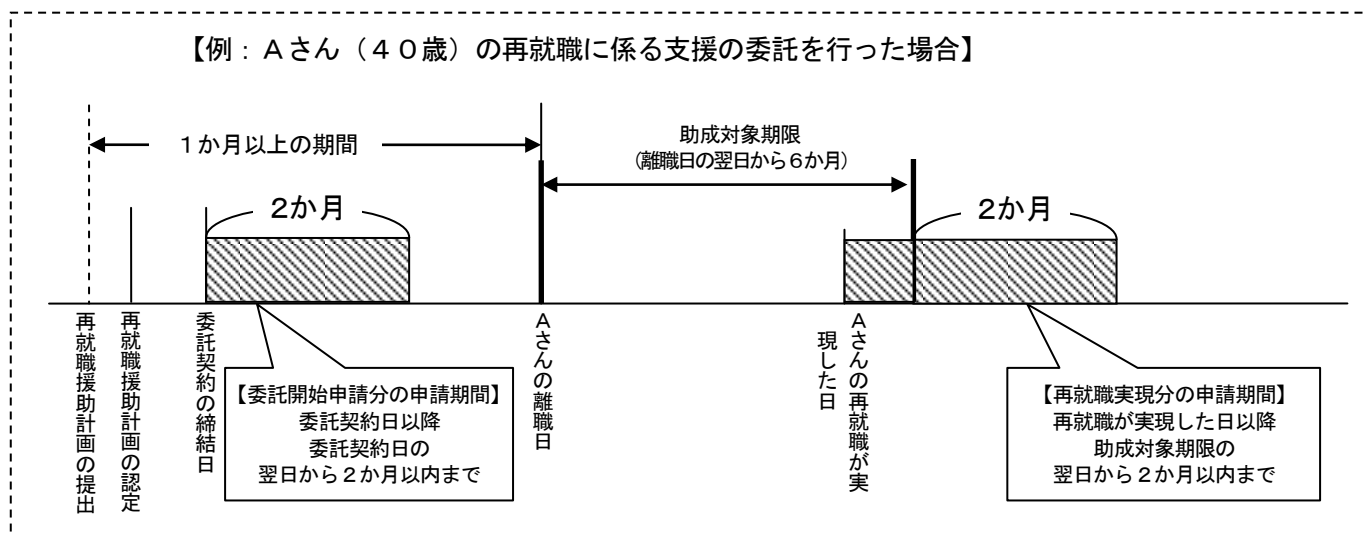 【例：Ａさん（４０歳）の再就職に係る支援の委託を行った場合】
１か月以上の期間
助成対象期限
（離職日の翌日から６か月）
２か月
２か月
再就職援助計画の提出
再就職援助計画の認定
委託契約の締結日
Ａさんの離職日
Ａさんの再就職が実
現した日
【委託開始申請分の申請期間】
委託契約日以降
委託契約日の
翌日から２か月以内まで
【再就職実現分の申請期間】
再就職が実現した日以降
助成対象期限の
翌日から２か月以内まで